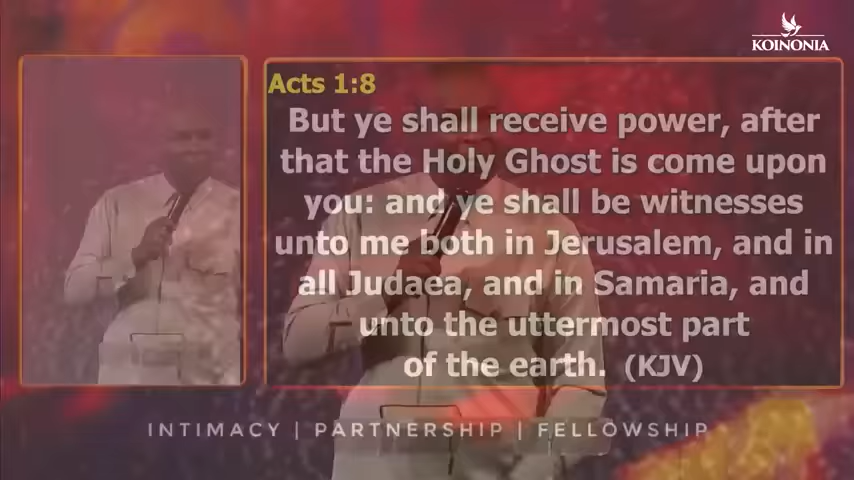 KOINONIA
Acts 1:8
But ye shall receive power, after
that the Holy Ghost is come upon
you: and ye shall be witnesses
unto me both in Jerusalem, and in
all Judaea, and in Samaria, and
unto the uttermost part
of the earth. (KJV)
INTIMACY | PARTNERSHIP | FELLOWSHIP